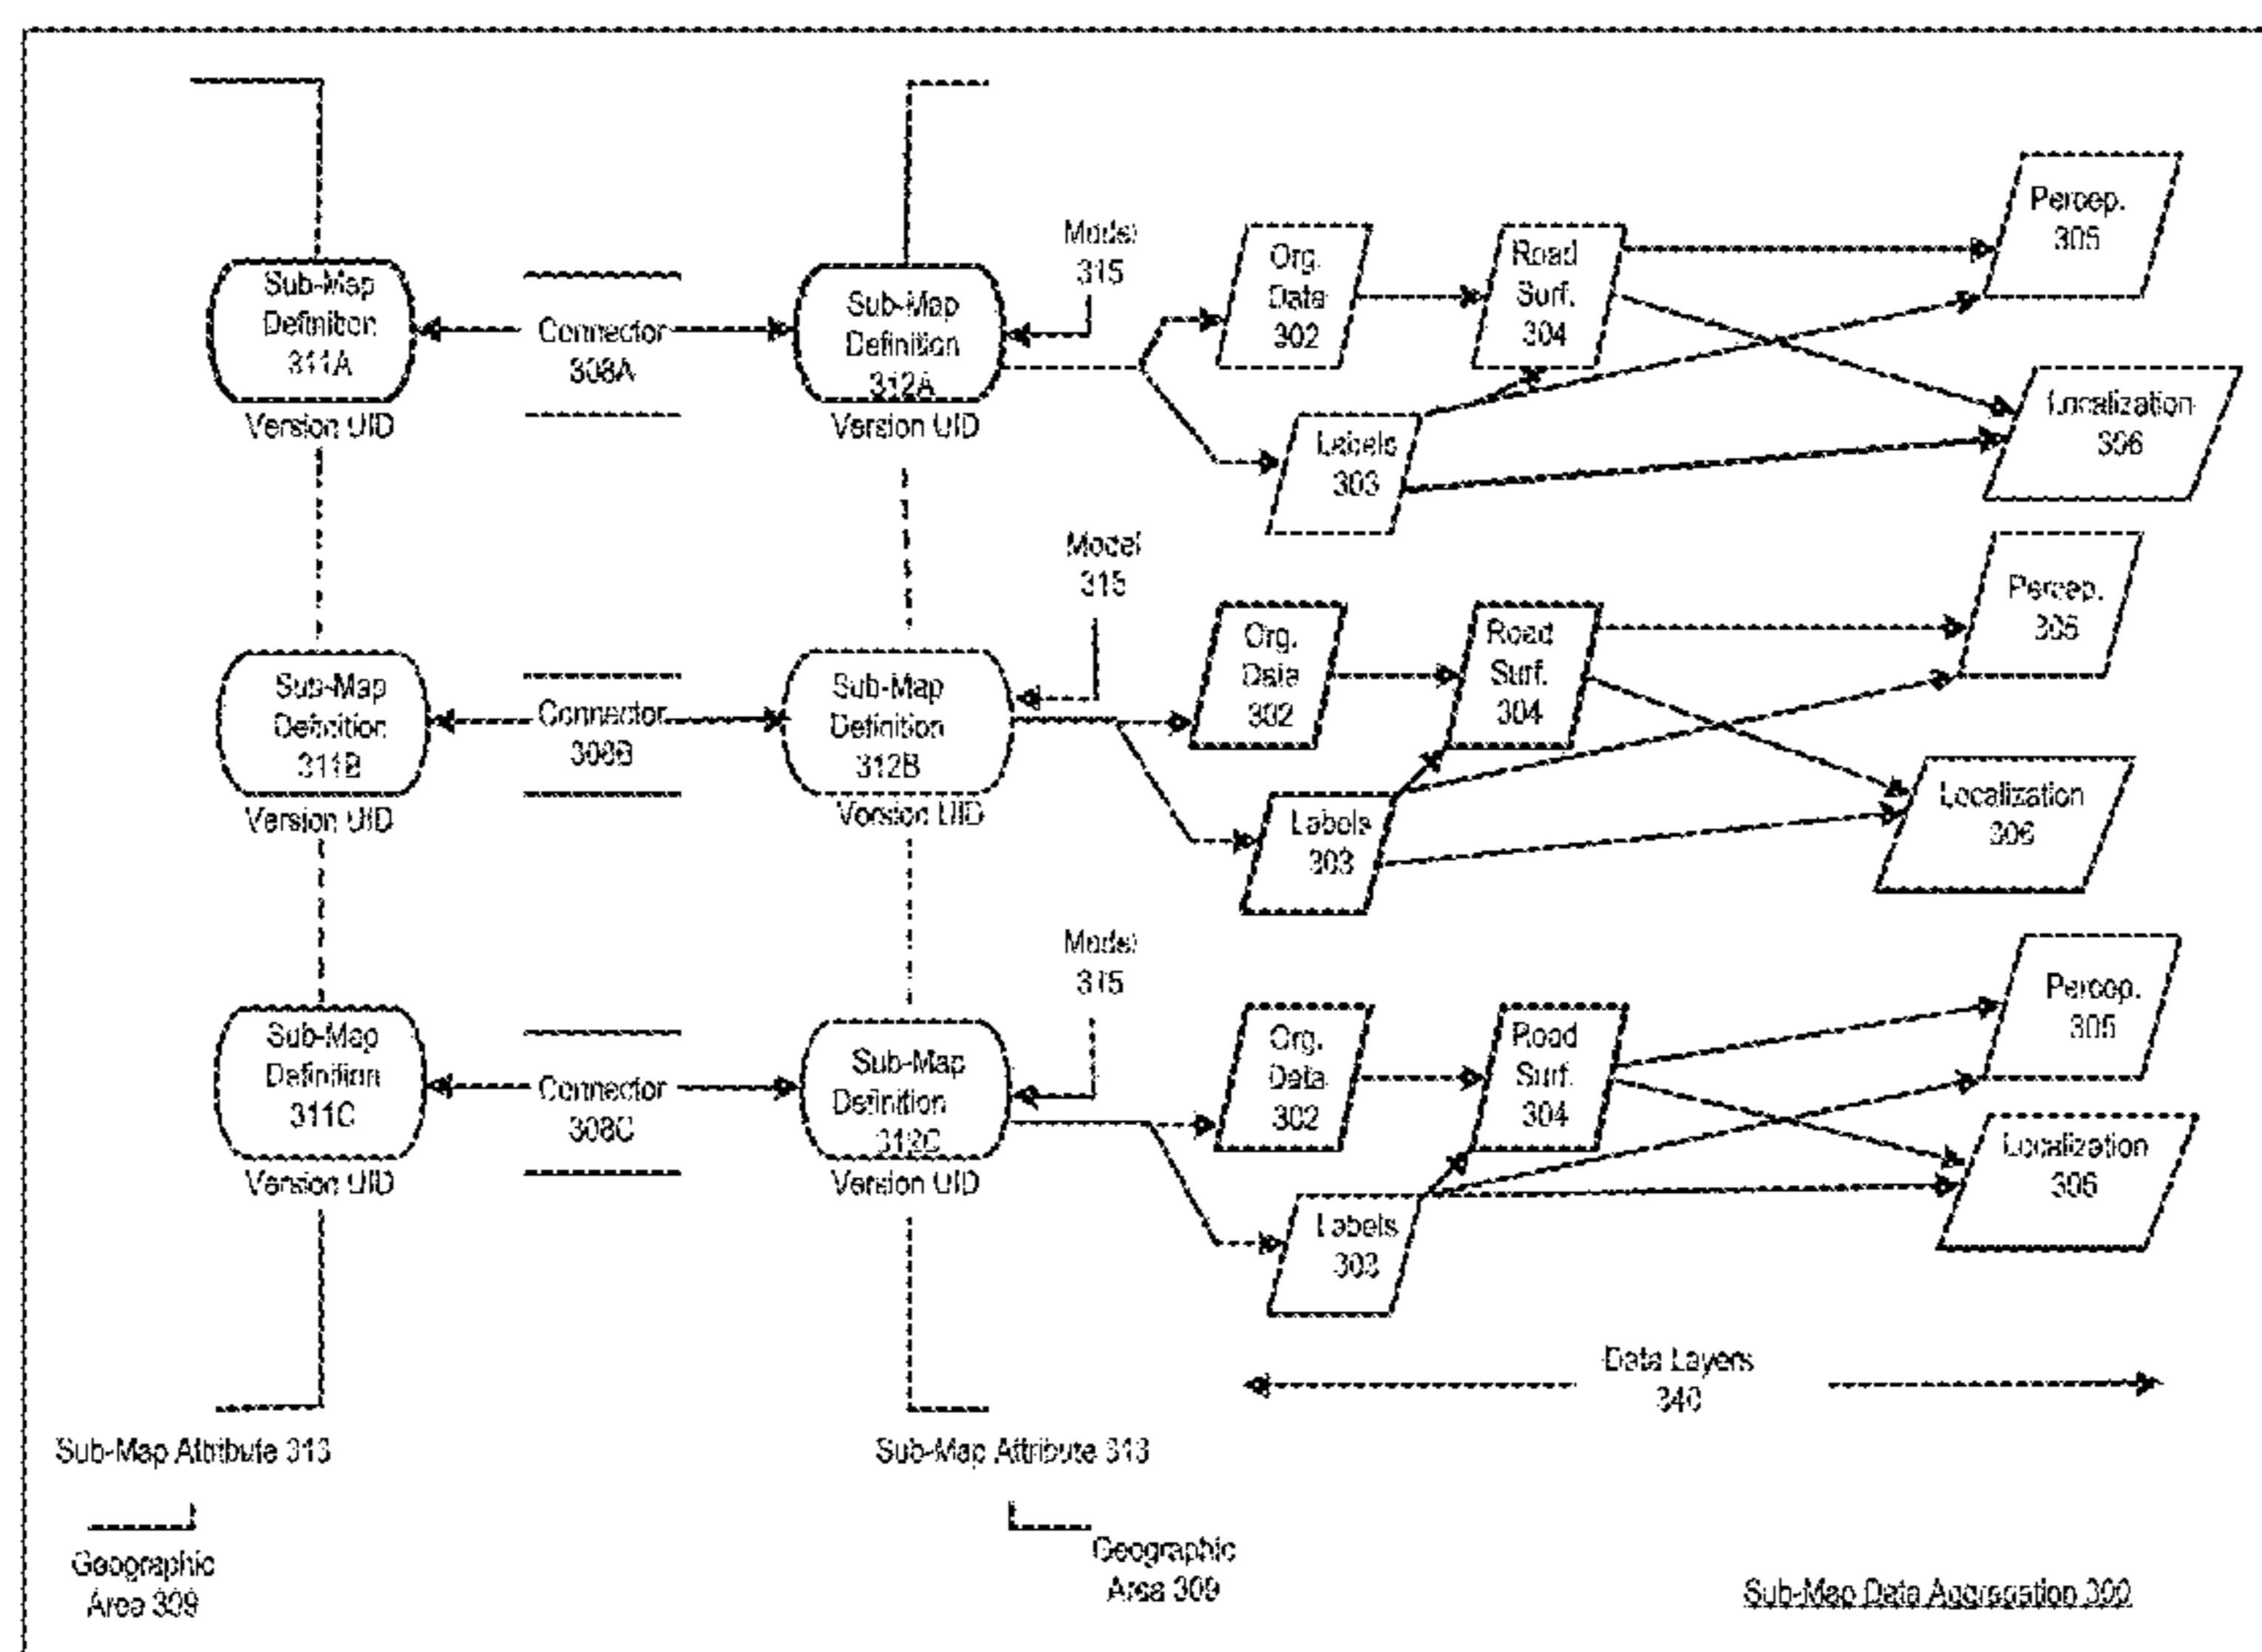 Sub-Map
Definition
311A
Version UID
Connector
308A
Sub-Map
Definition
312A
Version UID
Model
315
Org.
Data
302
Road
Surf.
304
Labels
303
Percep.
305
Localization
306
Sub-Map
Definition
311B
Version UID
Connector
308B
Sub-Map
Definition
312B
Version UID
Model
315
Org.
Data
302
Road
Surf.
304
Labels
303
Percep.
305
Localization
306
Sub-Map
Definition
311C
Version UID
Connector
308C
Sub-Map
Definition
312C
Version UID
Model
315
Org.
Data
302
Road
Surf.
304
Labels
303
Percep.
305
Localization
306
Data Layers
340
Sub-Map Attribute 313
Sub-Map Attribute 313
Geographic
Area 309
Geographic
Area 309
Sub-Map Data Aggregation 300